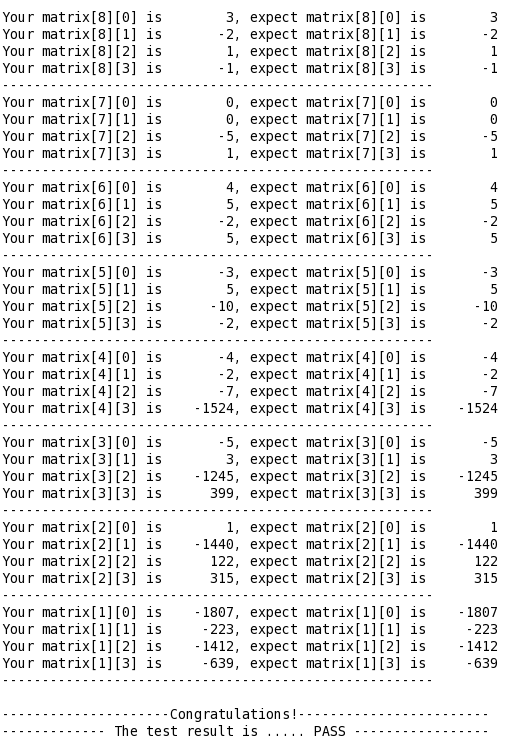 Your matrix[8][0] is        3, expect matrix[8][0] is        3
Your matrix[8][1] is       -2, expect matrix[8][1] is       -2
Your matrix[8][2] is        1, expect matrix[8][2] is        1
Your matrix[8][3] is       -1, expect matrix[8][3] is       -1
------------------------------------------------------
Your matrix[7][0] is        0, expect matrix[7][0] is        0
Your matrix[7][1] is        0, expect matrix[7][1] is        0
Your matrix[7][2] is       -5, expect matrix[7][2] is       -5
Your matrix[7][3] is        1, expect matrix[7][3] is        1
------------------------------------------------------
Your matrix[6][0] is        4, expect matrix[6][0] is        4
Your matrix[6][1] is        5, expect matrix[6][1] is        5
Your matrix[6][2] is       -2, expect matrix[6][2] is       -2
Your matrix[6][3] is        5, expect matrix[6][3] is        5
------------------------------------------------------
Your matrix[5][0] is       -3, expect matrix[5][0] is       -3
Your matrix[5][1] is        5, expect matrix[5][1] is        5
Your matrix[5][2] is      -10, expect matrix[5][2] is      -10
Your matrix[5][3] is       -2, expect matrix[5][3] is       -2
------------------------------------------------------
Your matrix[4][0] is       -4, expect matrix[4][0] is       -4
Your matrix[4][1] is       -2, expect matrix[4][1] is       -2
Your matrix[4][2] is       -7, expect matrix[4][2] is       -7
Your matrix[4][3] is    -1524, expect matrix[4][3] is    -1524
------------------------------------------------------
Your matrix[3][0] is       -5, expect matrix[3][0] is       -5
Your matrix[3][1] is        3, expect matrix[3][1] is        3
Your matrix[3][2] is    -1245, expect matrix[3][2] is    -1245
Your matrix[3][3] is      399, expect matrix[3][3] is      399
------------------------------------------------------
Your matrix[2][0] is        1, expect matrix[2][0] is        1
Your matrix[2][1] is    -1440, expect matrix[2][1] is    -1440
Your matrix[2][2] is      122, expect matrix[2][2] is      122
Your matrix[2][3] is      315, expect matrix[2][3] is      315
------------------------------------------------------
Your matrix[1][0] is    -1807, expect matrix[1][0] is    -1807
Your matrix[1][1] is     -223, expect matrix[1][1] is     -223
Your matrix[1][2] is    -1412, expect matrix[1][2] is    -1412
Your matrix[1][3] is     -639, expect matrix[1][3] is     -639
------------------------------------------------------
---------------------Congratulations!------------------------
------------- The test result is ..... PASS -----------------